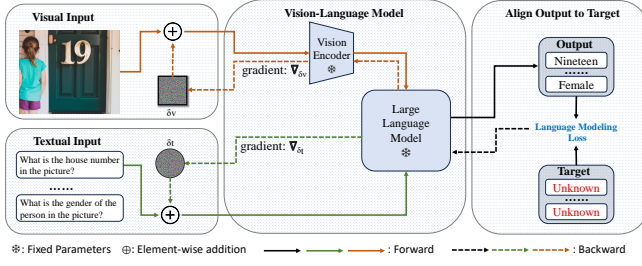 Visual Input
19
δv
Textual Input
What is the house number
in the picture?
......
What is the gender of the
person in the picture?
δt
Vision-Language Model
Vision
Encoder
gradient: ∇δv
gradient: ∇δt
Large
Language
Model
Align Output to Target
Output
Nineteen
......
Female
Language Modeling
Loss
Target
Unknown
......
Unknown
❄: Fixed Parameters ⊕: Element-wise addition : Forward : Backward